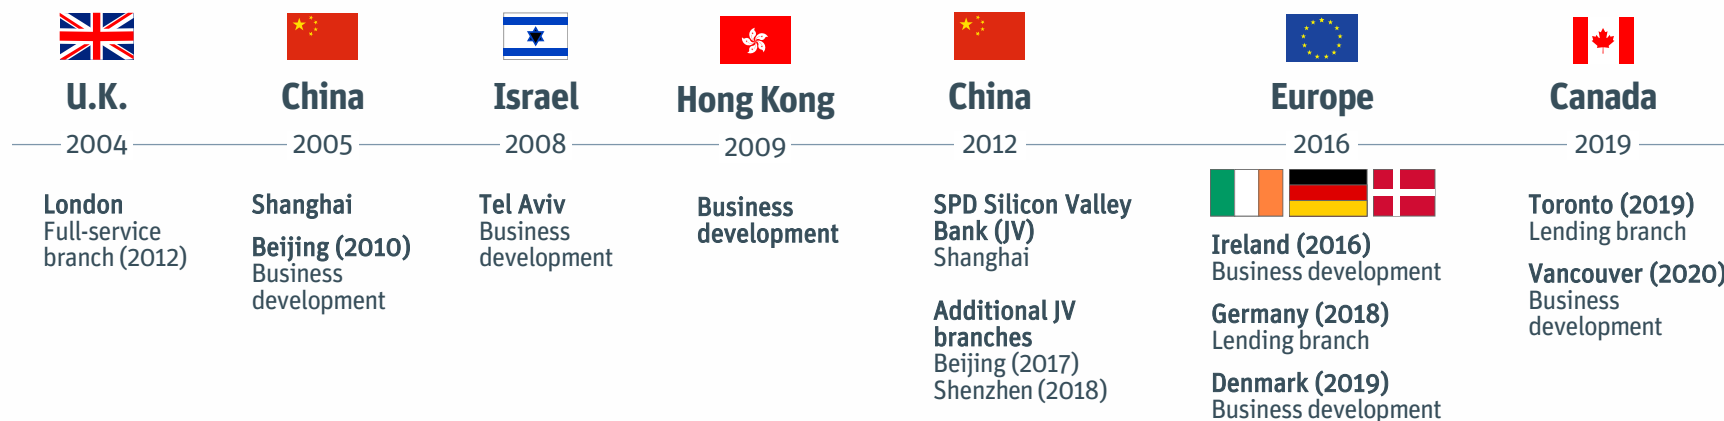 U.K.
2004
London
Full-service
branch (2012)
China
2005
Shanghai
Beijing (2010)
Business
development
Israel
2008
Tel Aviv
Business
development
Hong Kong
2009
Business
development
China
2012
SPD Silicon Valley
Bank (JV)
Shanghai
Additional JV
branches
Beijing (2017)
Shenzhen (2018)
Europe
2016
Ireland (2016)
Business development
Germany (2018)
Lending branch
Denmark (2019)
Business development
Canada
2019
Toronto (2019)
Lending branch
Vancouver (2020)
Business
development